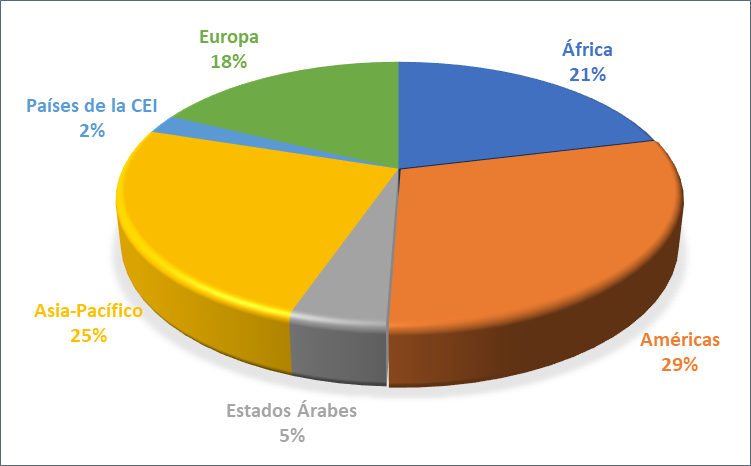 Europa
18%
África
21%
Países de la CEI
2%
Asia-Pacífico
25%
Américas
29%
Estados Árabes
5%